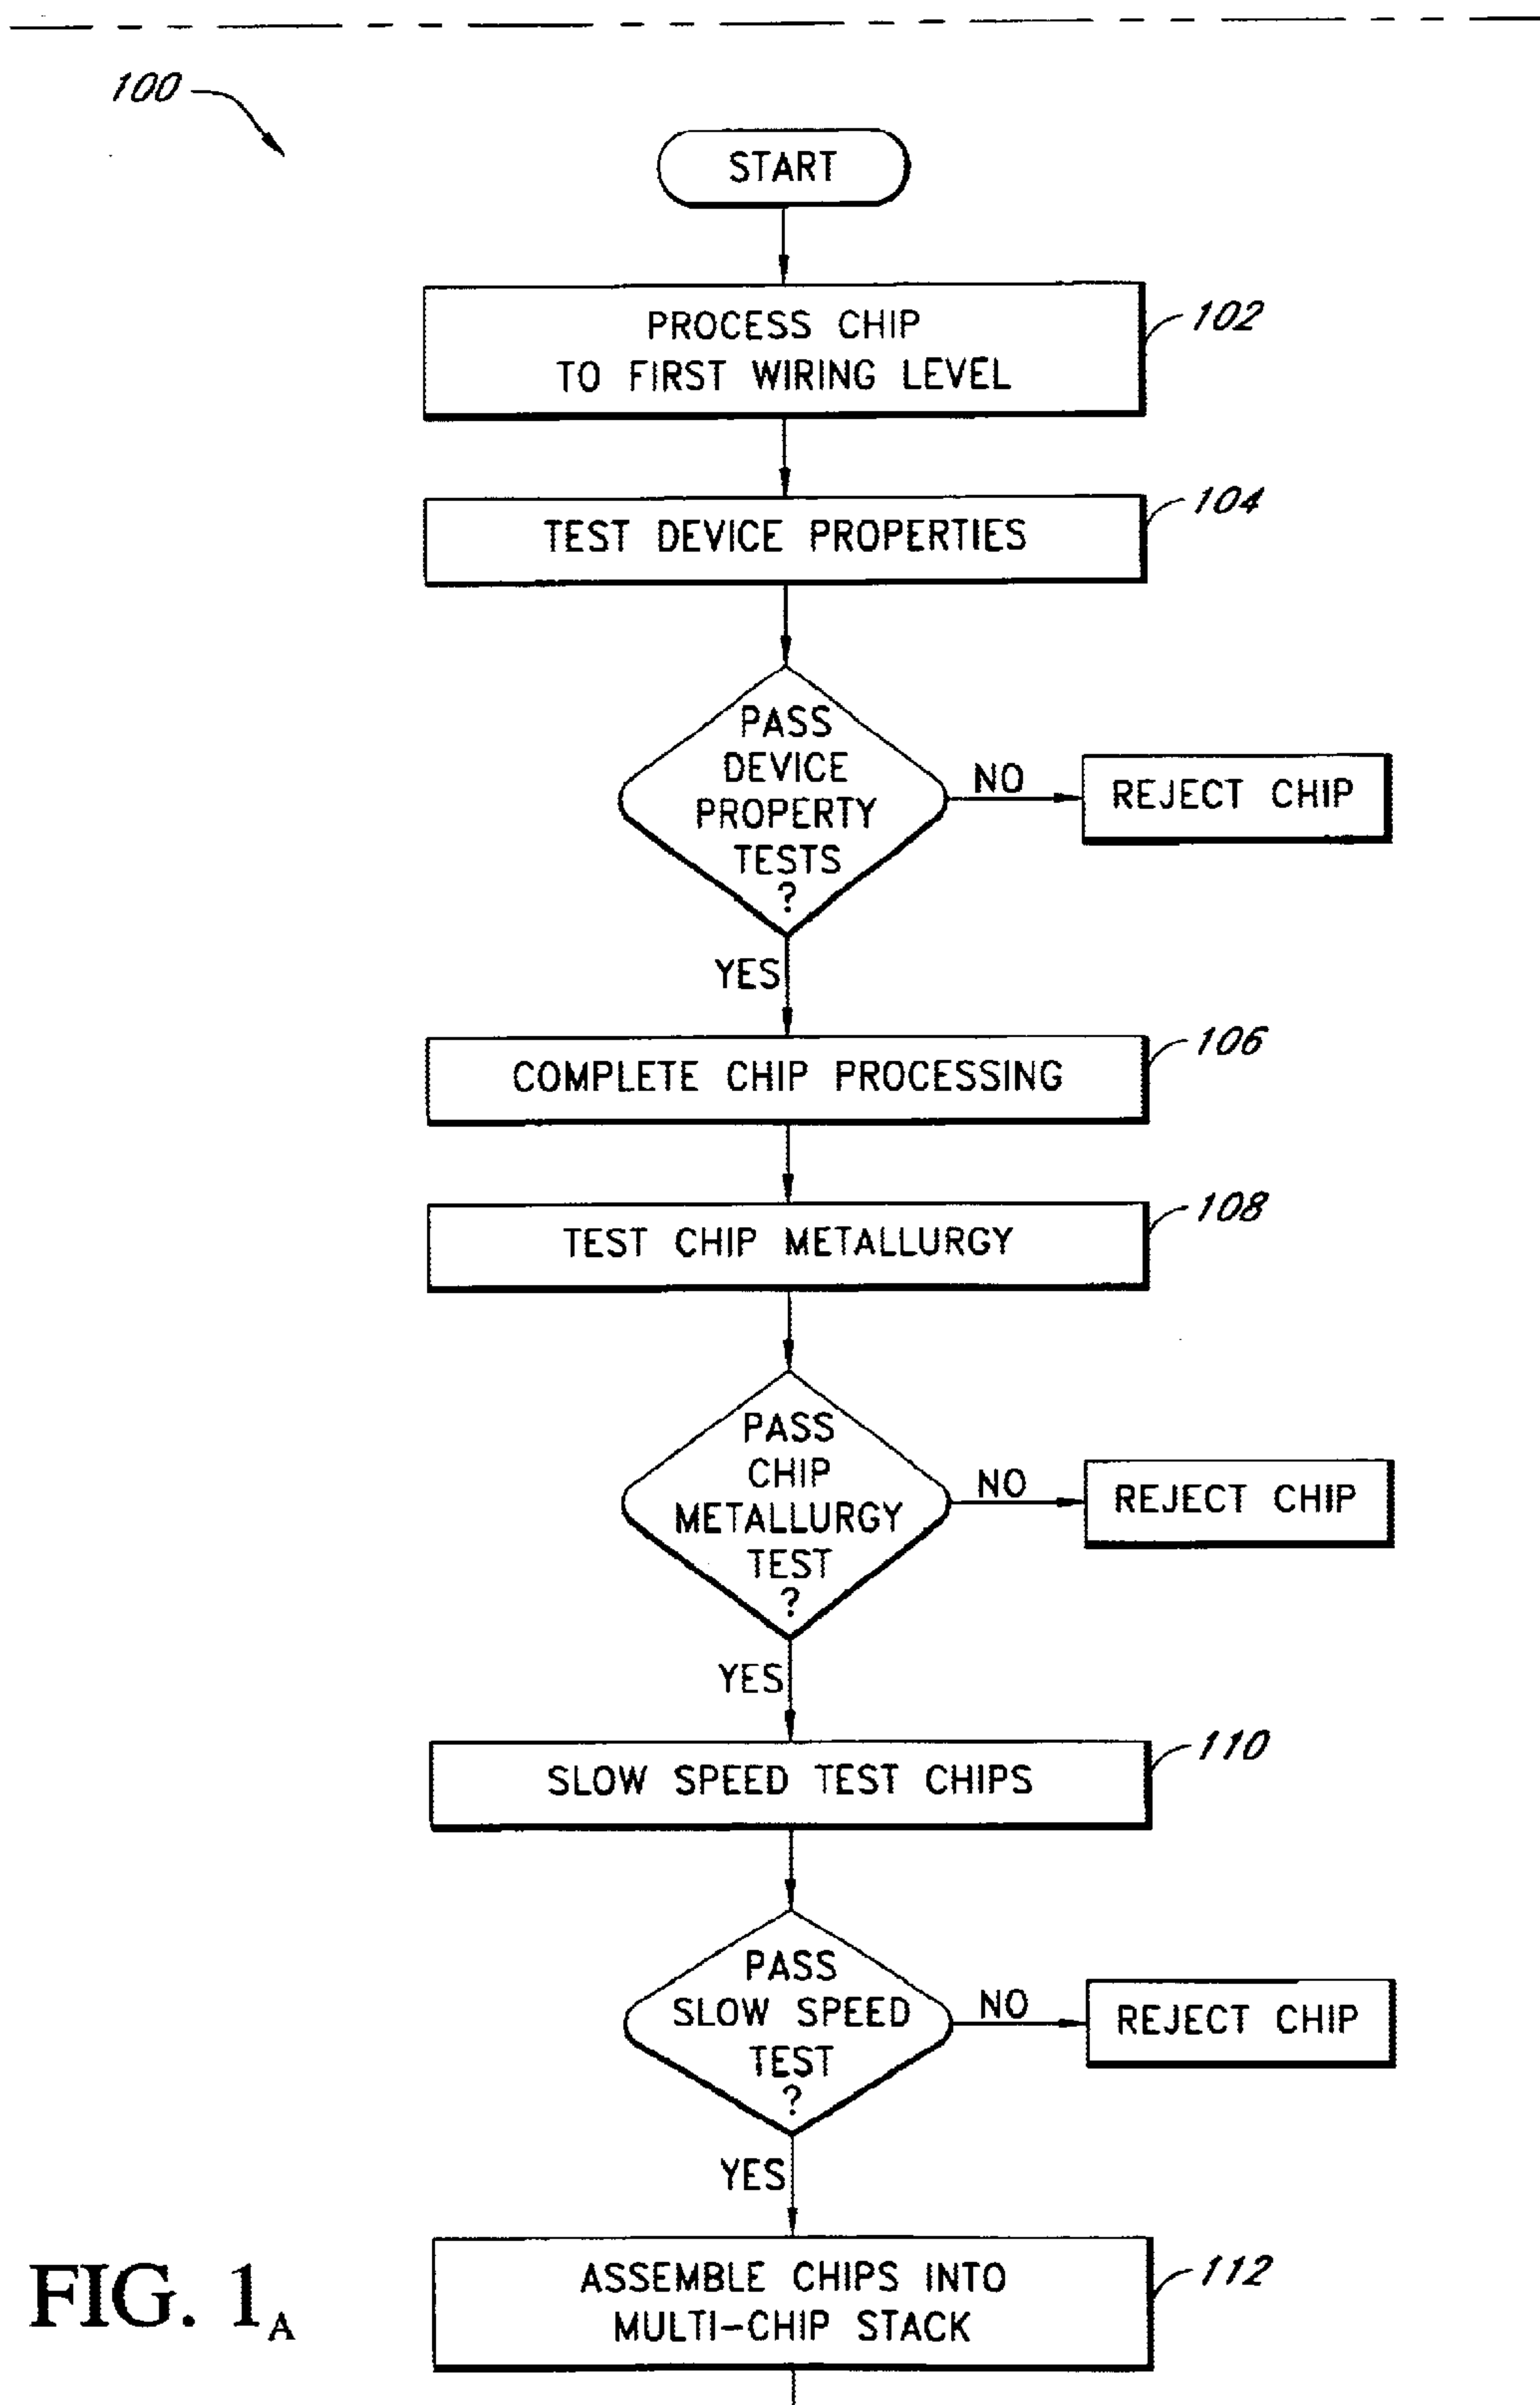 100
START
PROCESS CHIP
TO FIRST WIRING LEVEL
102
TEST DEVICE PROPERTIES
104
PASS
DEVICE
PROPERTY
TESTS
?
NO
REJECT CHIP
YES
COMPLETE CHIP PROCESSING
106
TEST CHIP METALLURGY
108
PASS
CHIP
METALLURGY
TEST
?
NO
REJECT CHIP
YES
SLOW SPEED TEST CHIPS
110
PASS
SLOW SPEED
TEST
?
NO
REJECT CHIP
YES
ASSEMBLE CHIPS INTO
MULTI-CHIP STACK
112
FIG. 1A